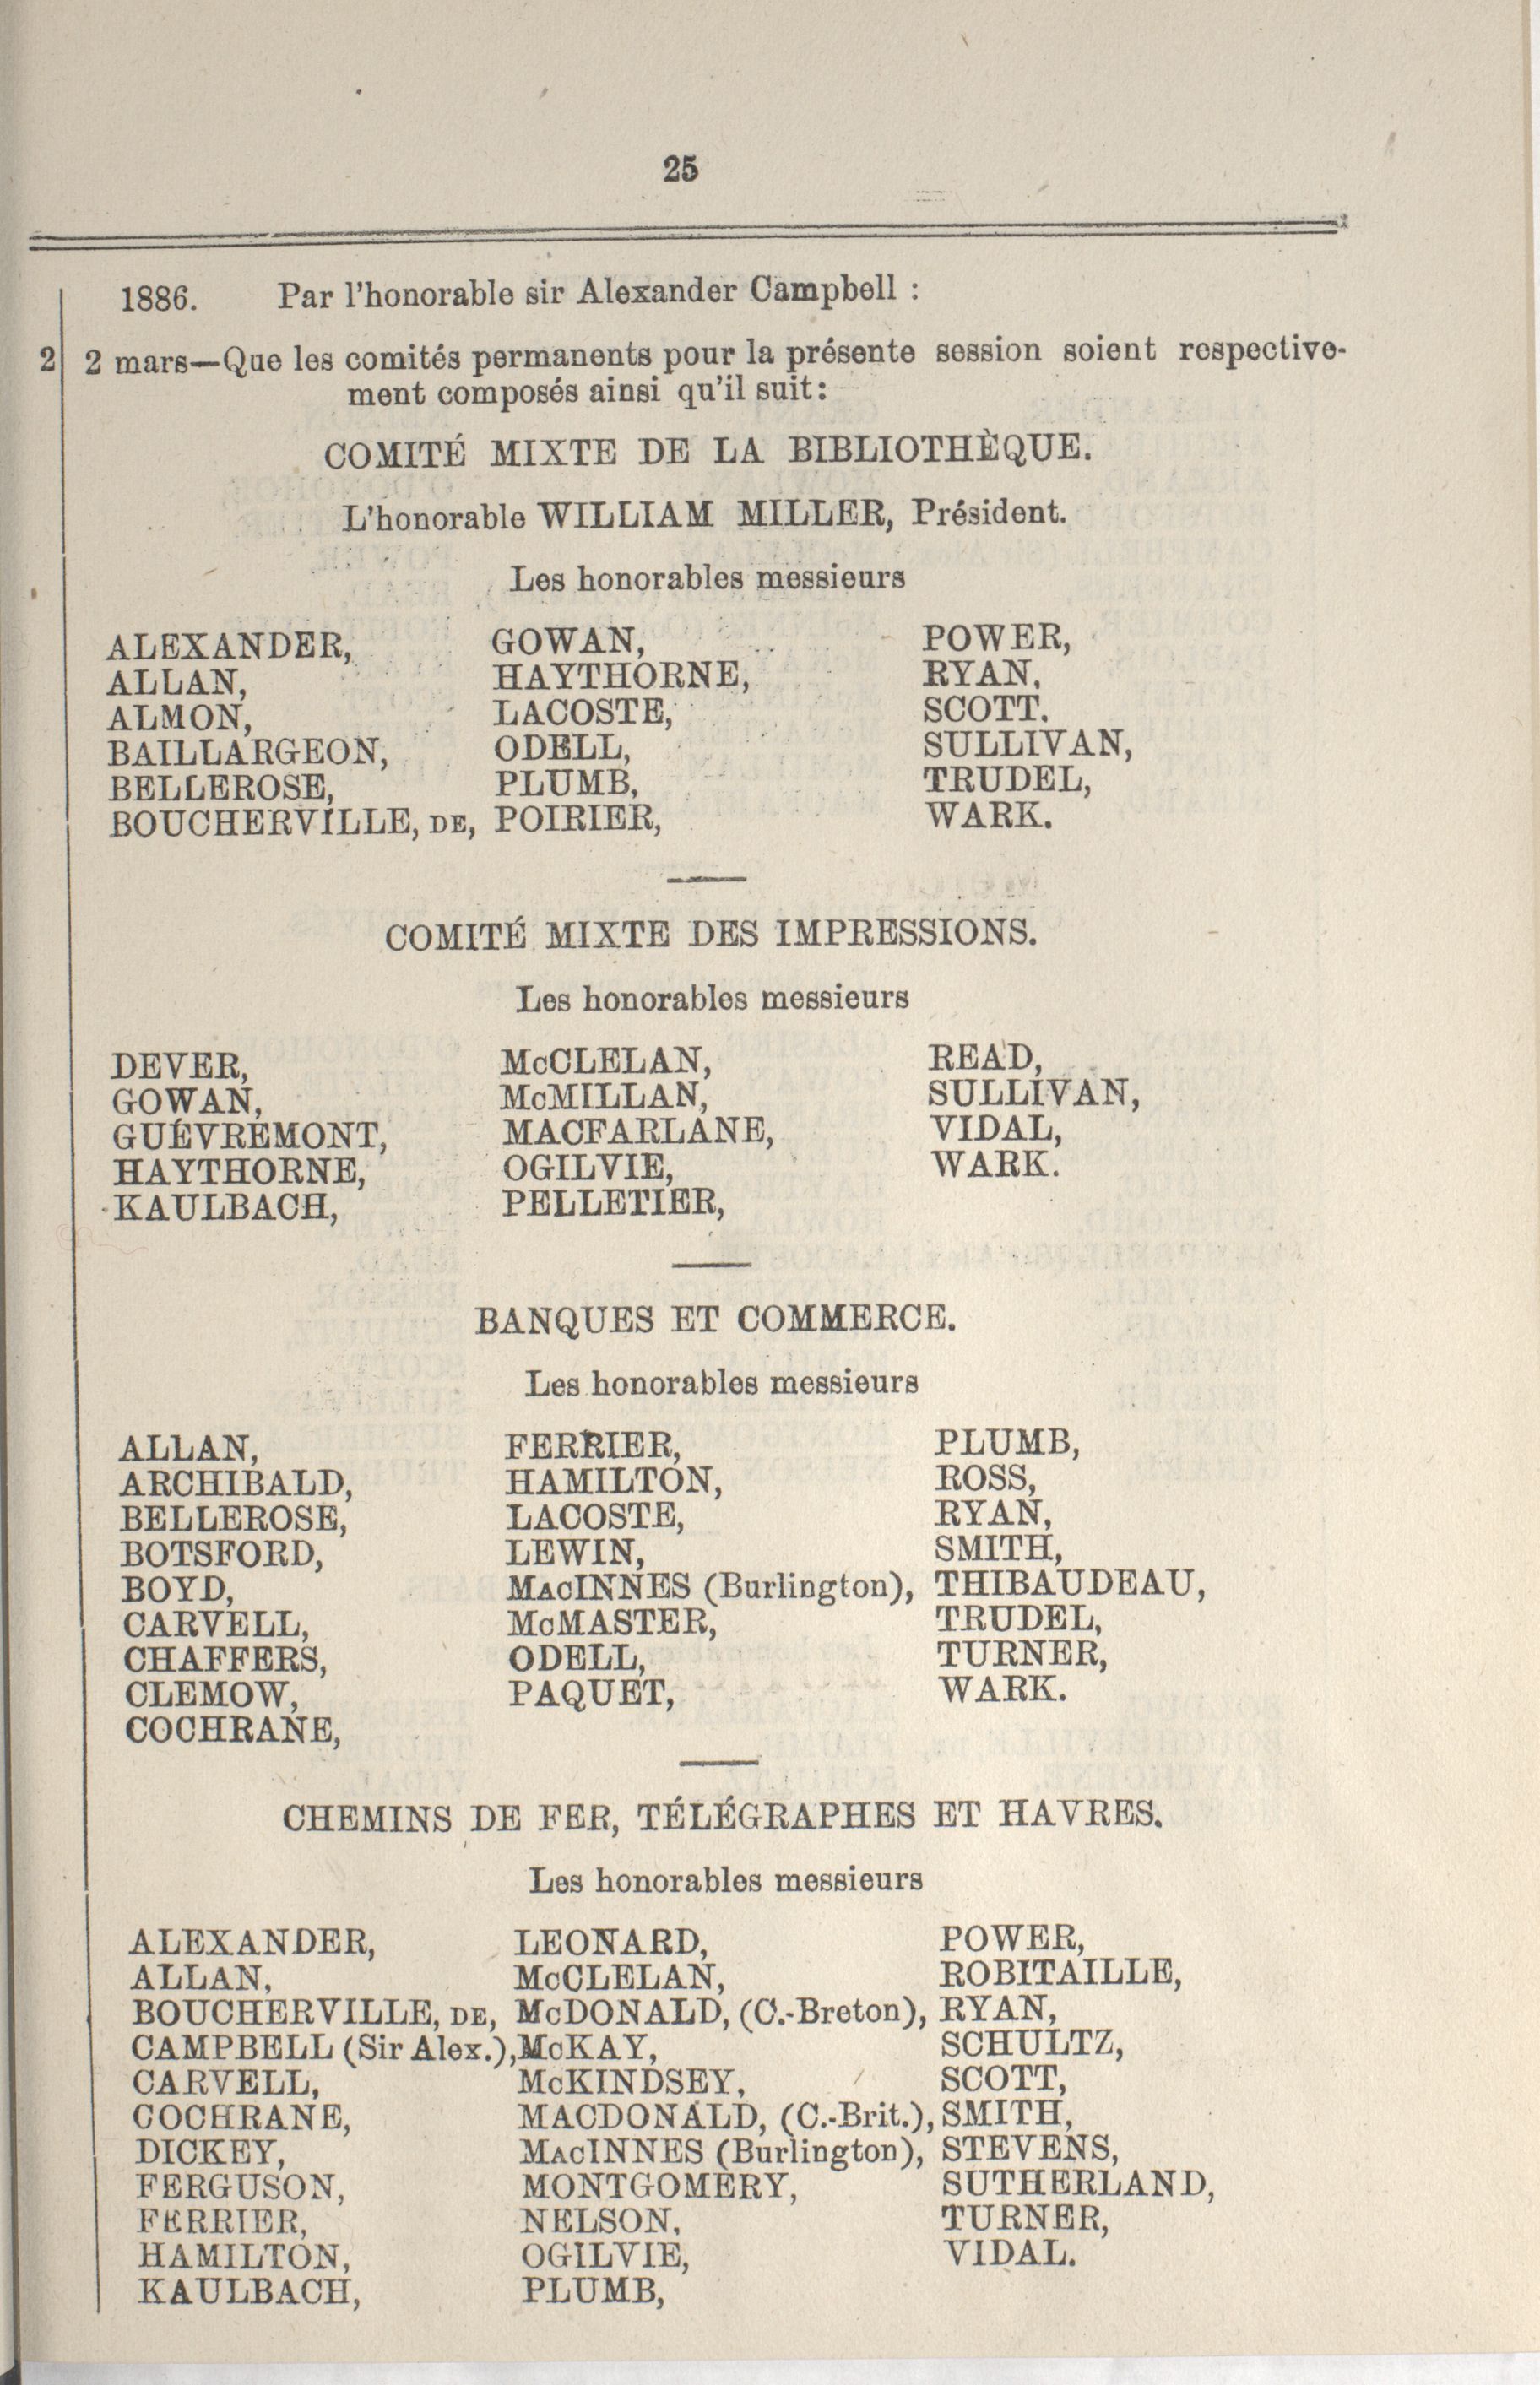 25
1886. Par l'honorable sir Alexander Campbell :
2 2 mars—Que les comités permanents pour la présente session soient respective-
ment composés ainsi qu'il suit:
COMITÉ MIXTE DE LA BIBLIOTHÈQUE.
L'honorable WILLIAM MILLER, Président.
Les honorables messieurs
ALEXANDER, GOWAN, POWER,
ALLAN, HAYTHORNE, RYAN,
ALMON, LACOSTE, SCOTT.
BAILLARGEON, ODELL, SULLIVAN,
BELLEROSE, PLUMB, TRUDEL,
BOUCHERVILLE, DE, POIRIER, WARK.
COMITÉ MIXTE DES IMPRESSIONS.
Les honorables messieurs
DEVER, McCLELAN, READ,
GOWAN, McMILLAN, SULLIVAN,
GUÉVREMONT, MACFARLANE, VIDAL,
HAYTHORNE, OGILVIE, WARK.
KAULBACH, PELLETIER,
BANQUES ET COMMERCE.
Les honorables messieurs
ALLAN, FERRIER, PLUMB,
ARCHIBALD, HAMILTON, ROSS,
BELLEROSE, LACOSTE, RYAN,
BOTSFORD, LEWIN, SMITH,
BOYD, MacINNES (Burlington), THIBAUDEAU,
CARVELL, McMASTER, TRUDEL,
CHAFFERS, ODELL, TURNER,
CLEMOW, PAQUET, WARK.
COCHRANE,
CHEMINS DE FER, TÉLÉGRAPHES ET HAVRES.
Les honorables messieurs
ALEXANDER, LEONARD, POWER,
ALLAN, McCLELAN, ROBITAILLE,
BOUCHERVILLE, DE, McDONALD, (C.-Breton), RYAN,
CAMPBELL (Sir Alex.), McKAY, SCHULTZ,
CARVELL, McKINDSEY, SCOTT,
COCHRANE, MACDONALD, (C.-Brit.), SMITH,
DICKEY, MacINNES (Burlington), STEVENS,
FERGUSON, MONTGOMERY, SUTHERLAND,
FERRIER, NELSON, TURNER,
HAMILTON, OGILVIE, VIDAL.
KAULBACH, PLUMB,